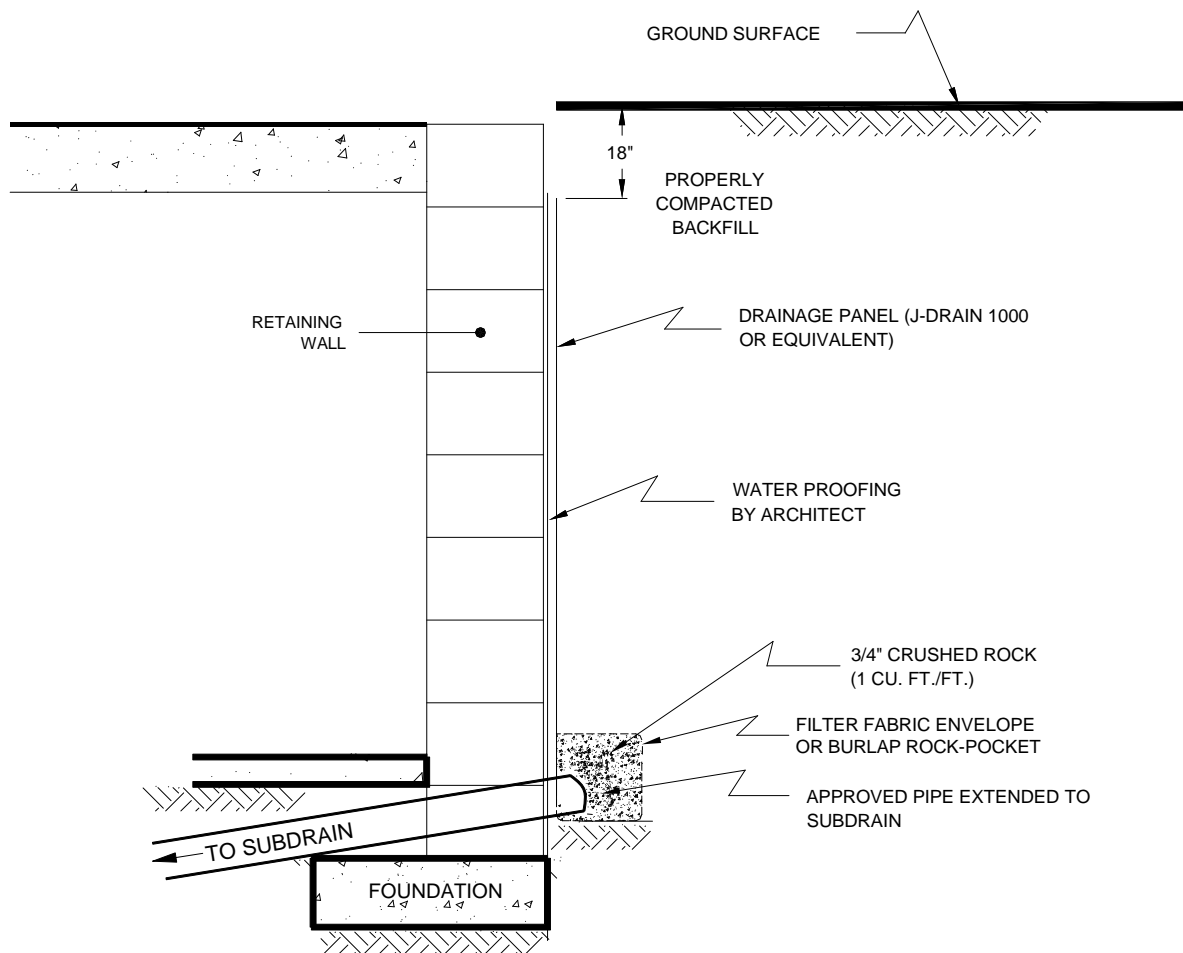 GROUND SURFACE
18"
PROPERLY
COMPACTED
BACKFILL
RETAINING
WALL
DRAINAGE PANEL (J-DRAIN 1000
OR EQUIVALENT)
WATER PROOFING
BY ARCHITECT
3/4" CRUSHED ROCK
(1 CU. FT./FT.)
FILTER FABRIC ENVELOPE
OR BURLAP ROCK-POCKET
APPROVED PIPE EXTENDED TO
SUBDRAIN
TO SUBDRAIN
FOUNDATION